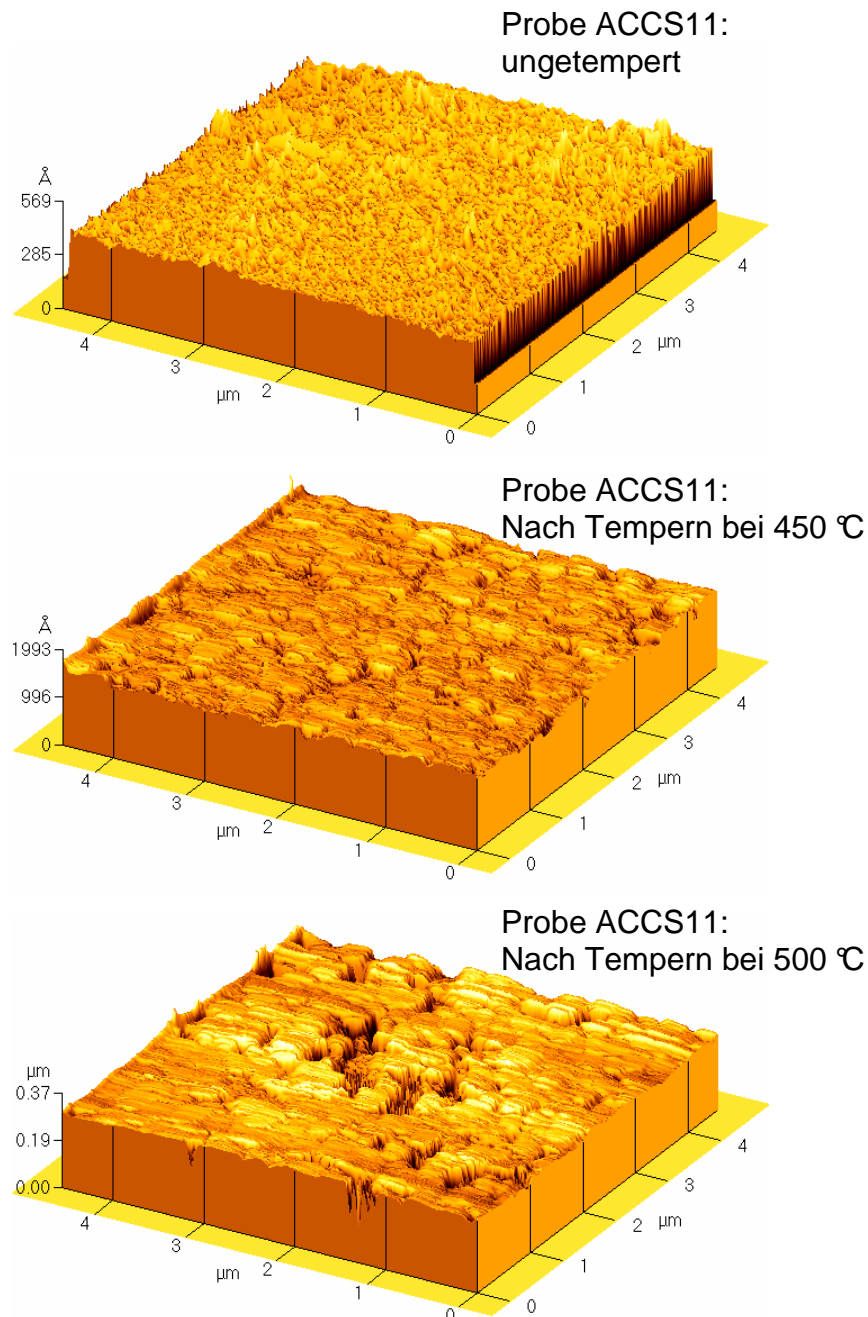 Probe ACCS11:
ungetempert
Å
569
285
0
4
3
µm
2
1
0
0
1
2
µm
3
4
Probe ACCS11:
Nach Tempern bei 450 °C
Å
1993
996
0
4
3
µm
2
1
0
0
1
2
µm
3
4
Probe ACCS11:
Nach Tempern bei 500 °C
µm
0.37
0.19
0.00
4
3
µm
2
1
0
0
1
2
µm
3
4